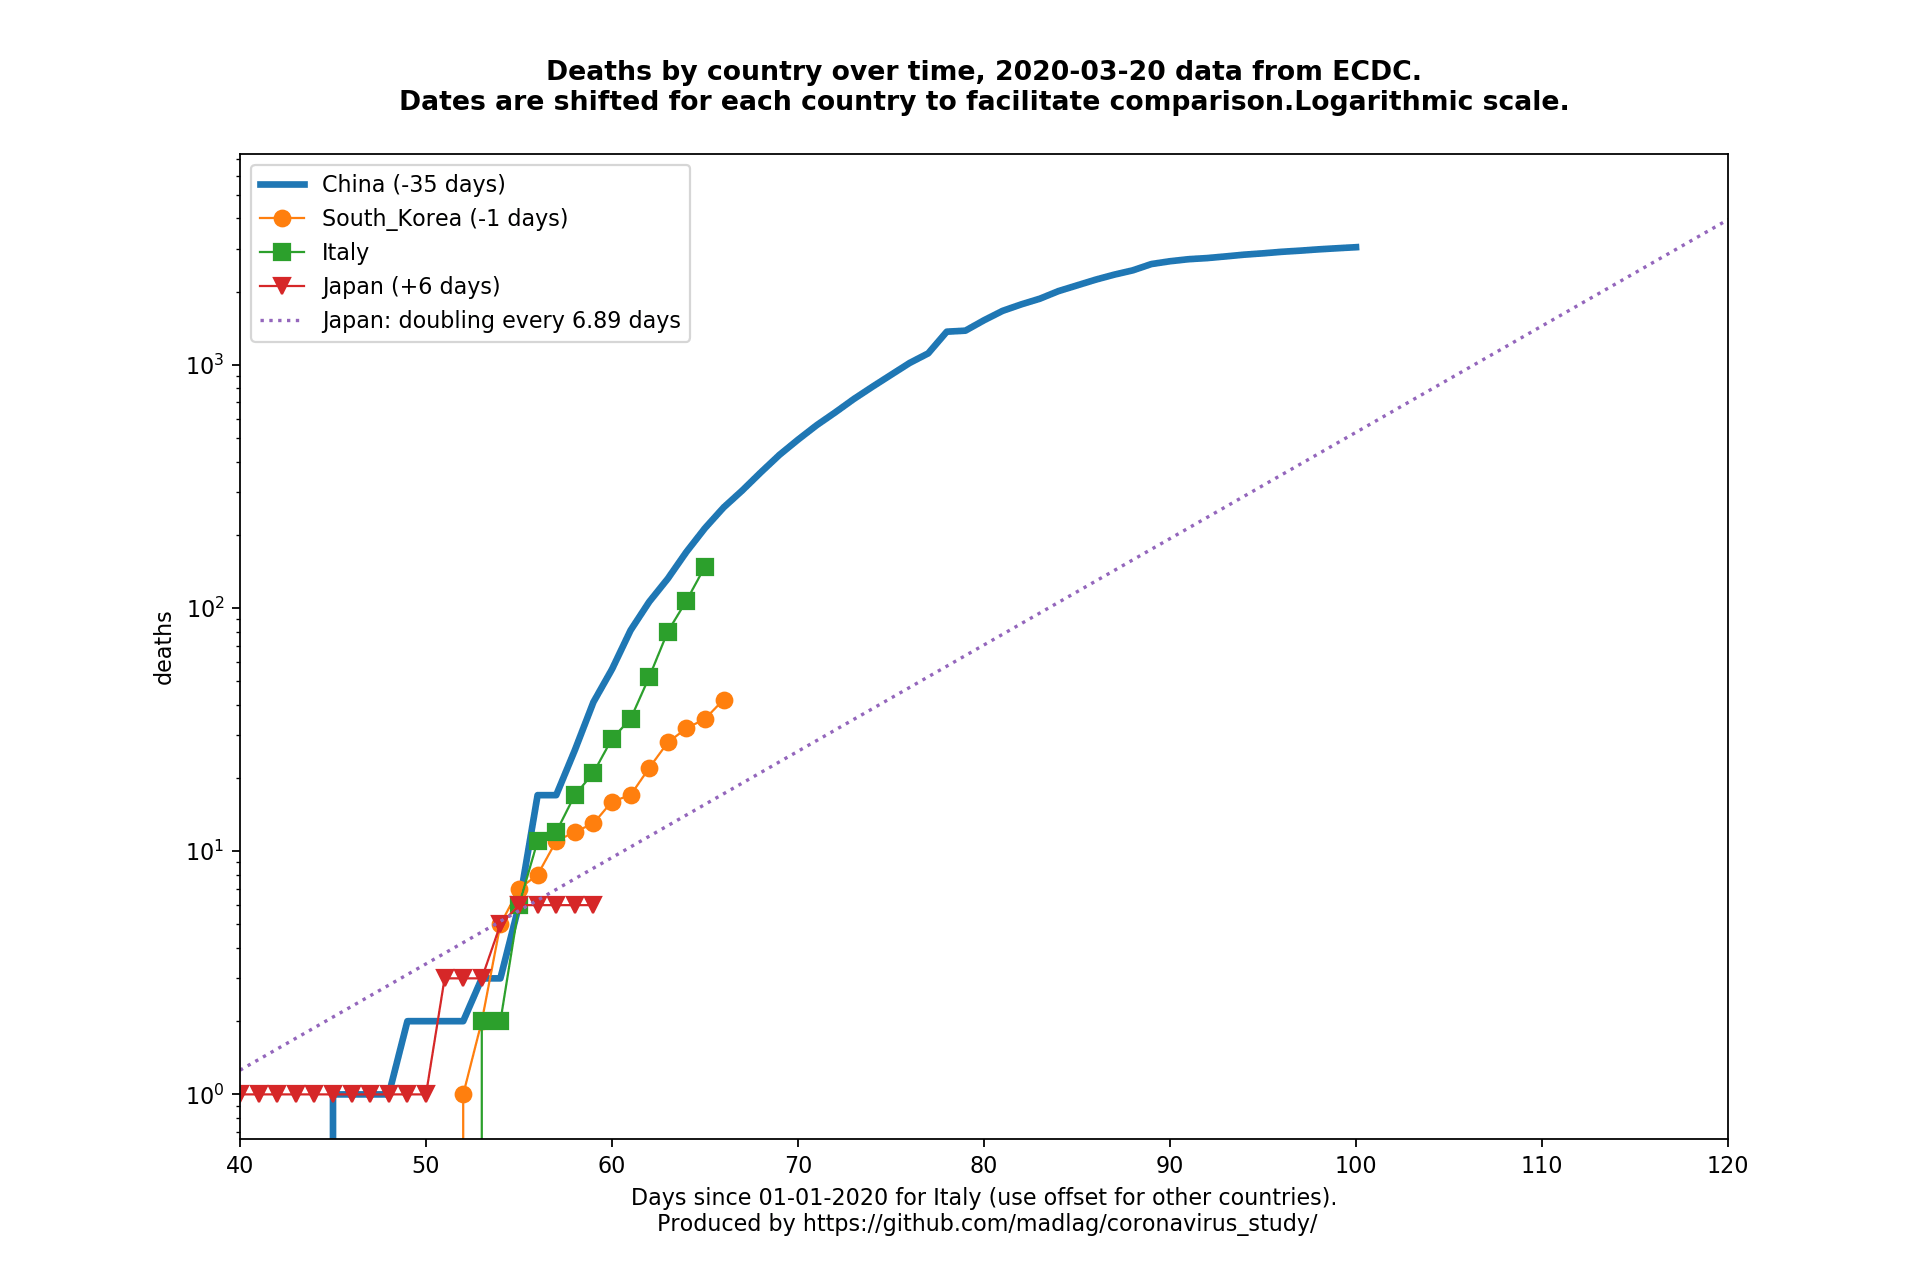 Deaths by country over time, 2020-03-20 data from ECDC.
Dates are shifted for each country to facilitate comparison.Logarithmic scale.
China (-35 days)
South_Korea (-1 days)
Italy
Japan (+6 days)
Japan: doubling every 6.89 days
10³
10²
10¹
10⁰
deaths
40 50 60 70 80 90 100 110 120
Days since 01-01-2020 for Italy (use offset for other countries).
Produced by https://github.com/madlag/coronavirus_study/